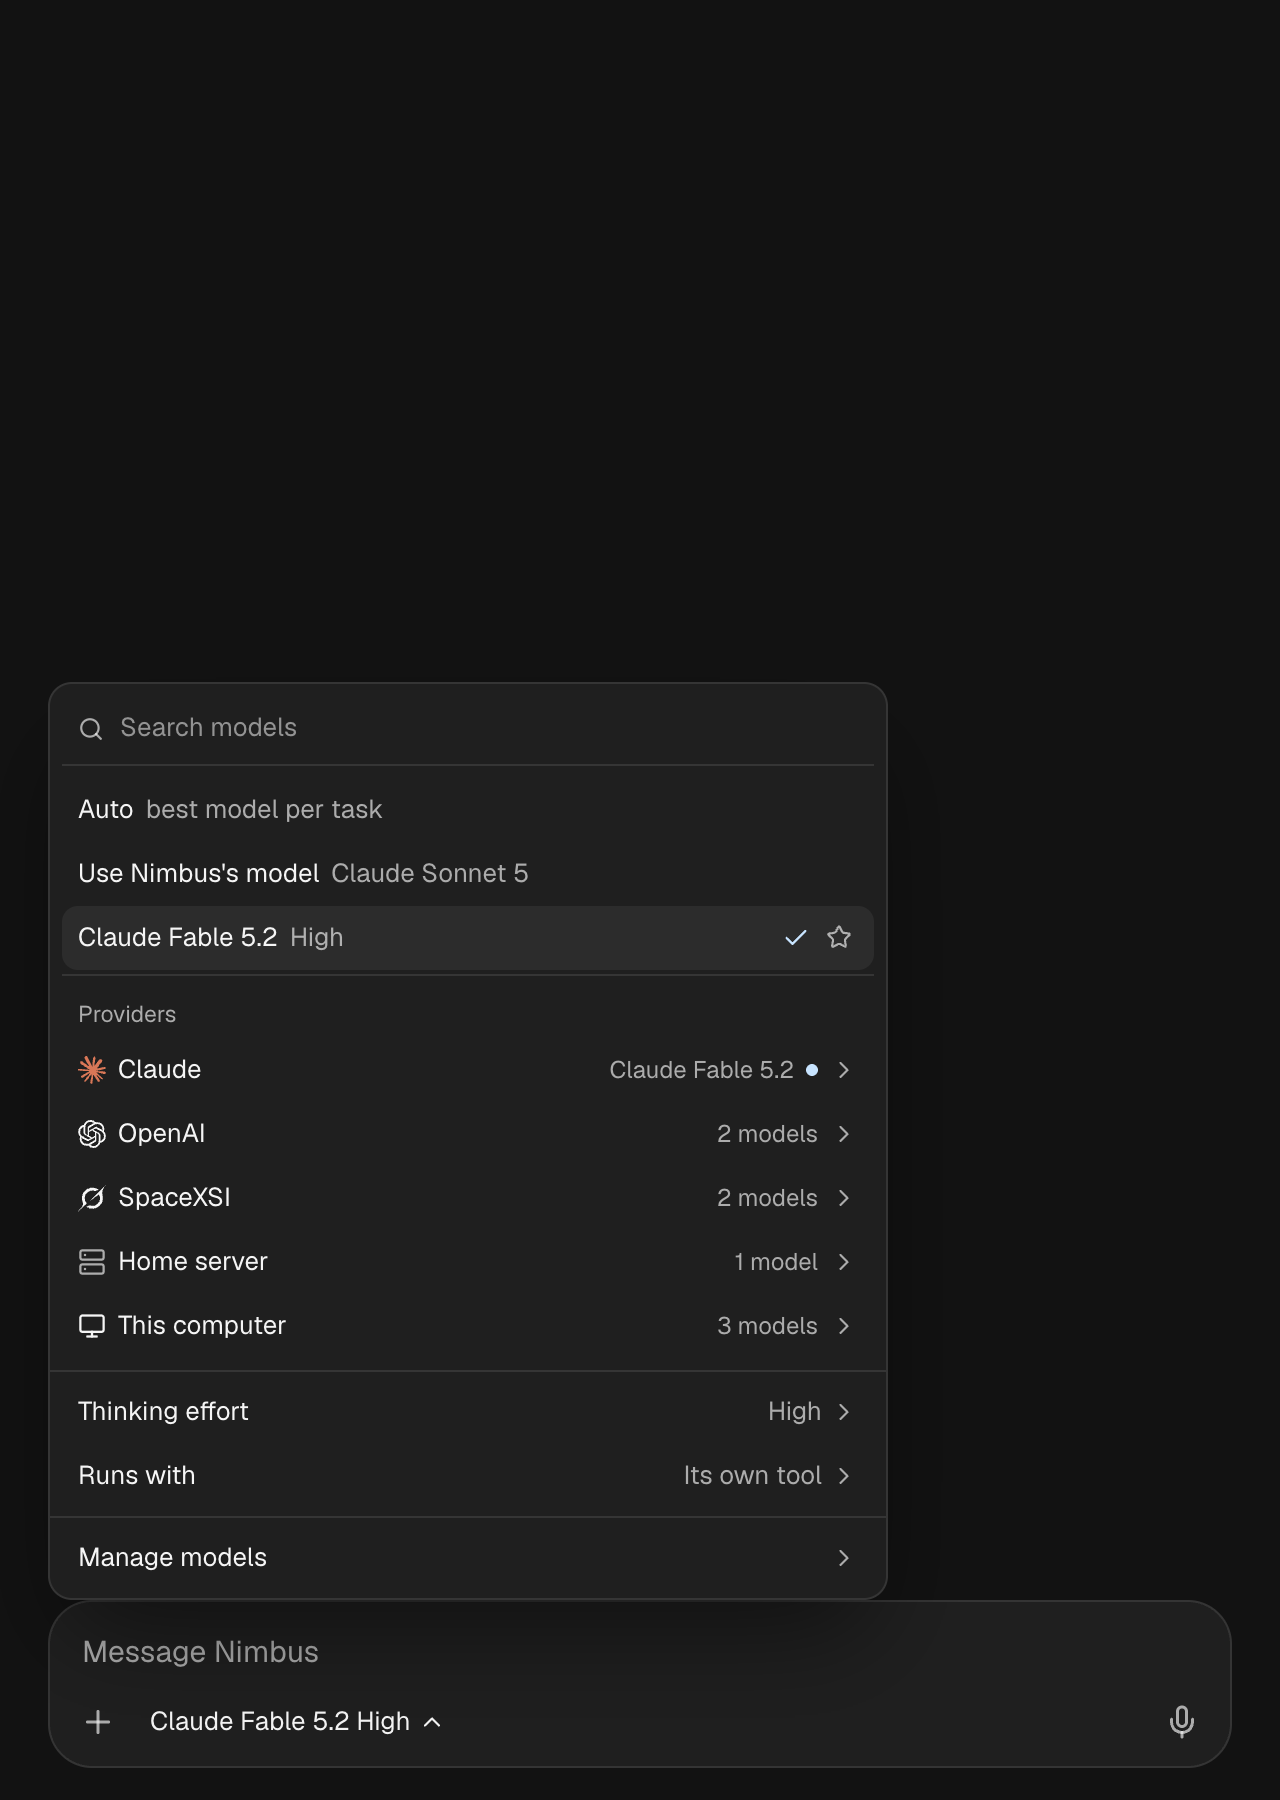 Search models
Auto best model per task
Use Nimbus's model Claude Sonnet 5
Claude Fable 5.2 High
Providers
Claude Claude Fable 5.2
OpenAI 2 models
SpaceXSI 2 models
Home server 1 model
This computer 3 models
Thinking effort High
Runs with Its own tool
Manage models
Message Nimbus
Claude Fable 5.2 High